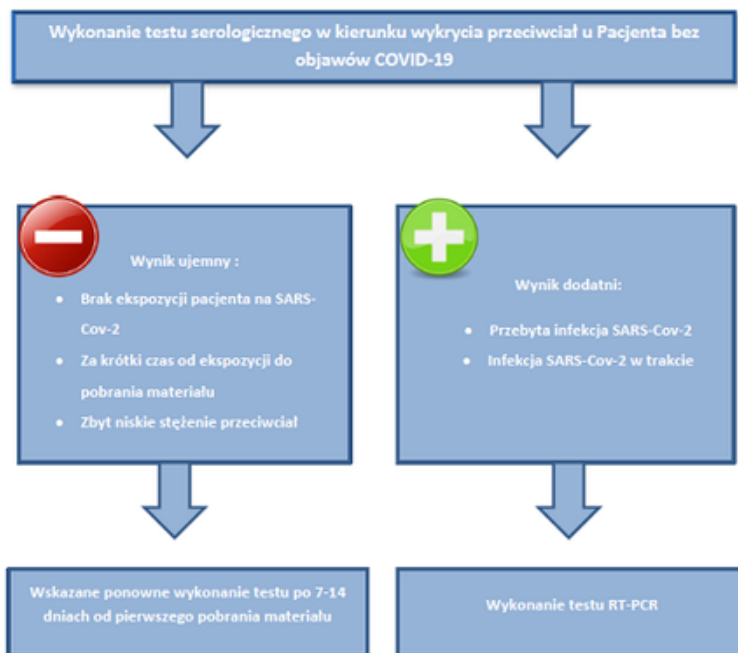 Wykonanie testu serologicznego w kierunku wykrycia przeciwciał u Pacjenta bez
objawów COVID-19
Wynik ujemny :
• Brak ekspozycji pacjenta na SARS-
Cov-2
• Za krótki czas od ekspozycji do
pobrania materiału
• Zbyt niskie stężenie przeciwciał
Wynik dodatni:
• Przebyta infekcja SARS-Cov-2
• Infekcja SARS-Cov-2 w trakcie
Wskazane ponowne wykonanie testu po 7-14
dniach od pierwszego pobrania materiału
Wykonanie testu RT-PCR